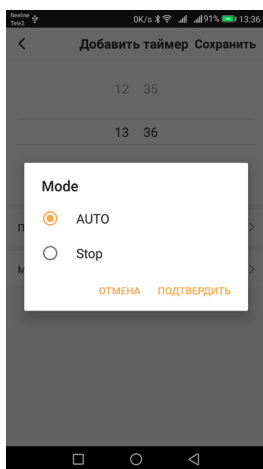 Beeline
Tele2
0K/s 91% 13:36
Добавить таймер Сохранить
12 35
13 36
Mode
AUTO
Stop
П
М
ОТМЕНА ПОДТВЕРДИТЬ